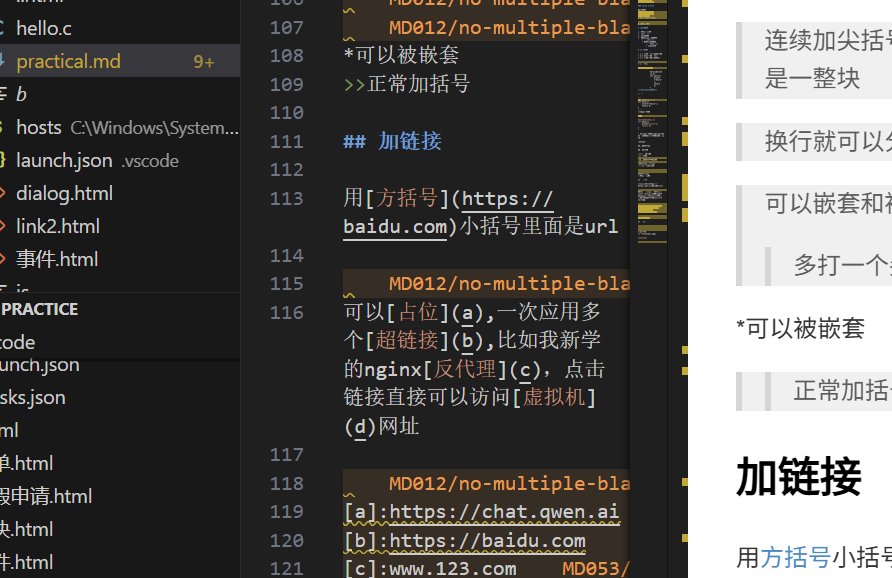 hello.c
practical.md 9+
b
hosts C:\Windows\System...
launch.json .vscode
dialog.html
link2.html
事件.html
PRACTICE
code
unch.json
sks.json
ml
单.html
假申请.html
块.html
件.html
106 MD012/no-multiple-bla
107 MD012/no-multiple-bla
108 *可以被嵌套
109 >>正常加括号
110
111 ## 加链接
112
113 用[方括号](https://
baidu.com)小括号里面是url
114
115 MD012/no-multiple-bla
116 可以[占位](a),一次应用多
个[超链接](b),比如我新学
的nginx[反代理](c)，点击
链接直接可以访问[虚拟机]
(d)网址
117
118 MD012/no-multiple-bla
119 [a]:https://chat.qwen.ai
120 [b]:https://baidu.com
121 [c]:www.123.com MD053/
连续加尖括号
是一整块
换行就可以分
可以嵌套和被
多打一个
*可以被嵌套
正常加括
加链接
用方括号小括号